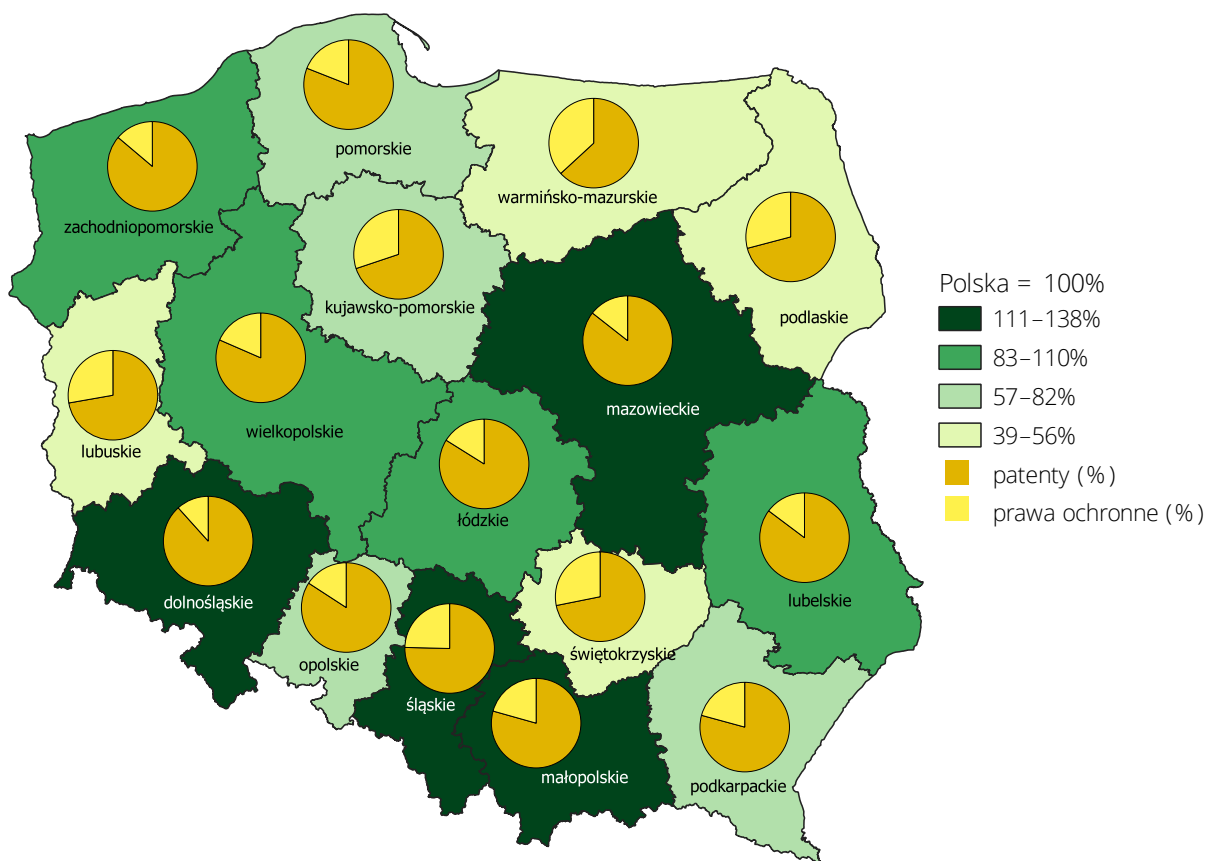 pomorskie
warmińsko-mazurskie
zachodniopomorskie
kujawsko-pomorskie
podlaskie
mazowieckie
wielkopolskie
lubuskie
łódzkie
dolnośląskie
lubelskie
opolskie
świętokrzyskie
śląskie
małopolskie
podkarpackie
Polska = 100%
111–138%
83–110%
57–82%
39–56%
patenty (%)
prawa ochronne (%)